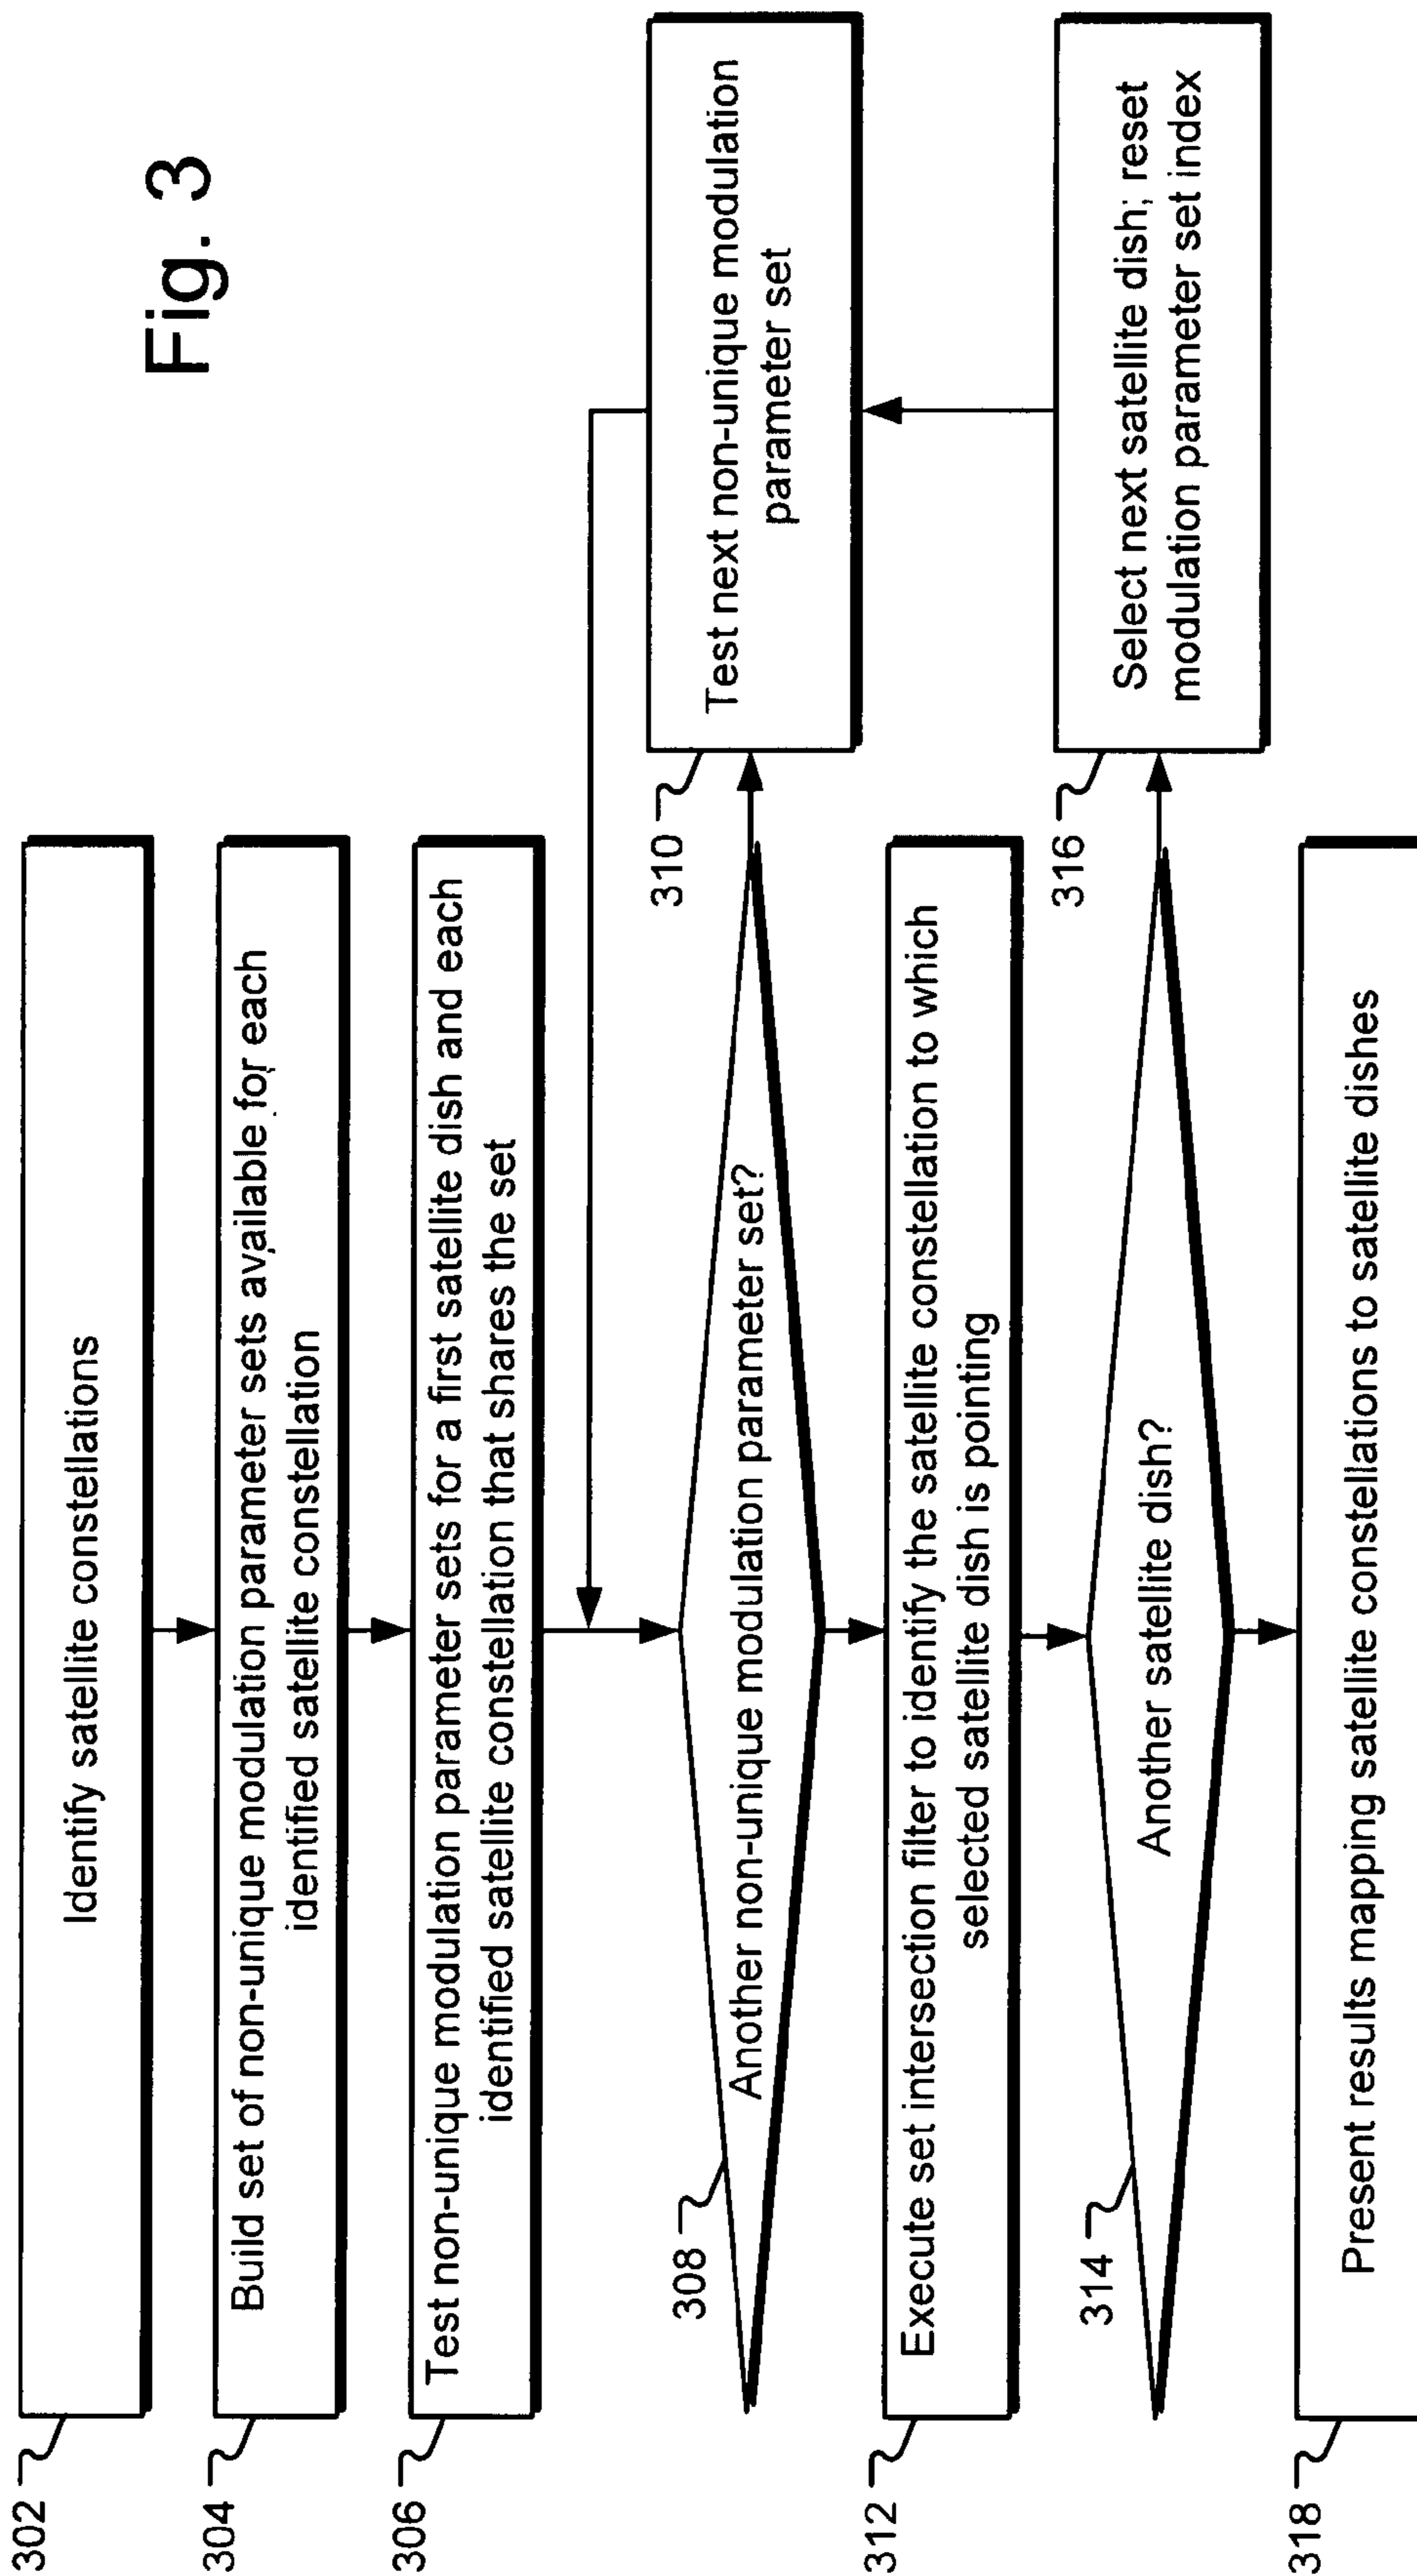 Fig. 3
302
Identify satellite constellations
304
Build set of non-unique modulation parameter sets available for each
identified satellite constellation
306
Test non-unique modulation parameter sets for a first satellite dish and each
identified satellite constellation that shares the set
308
Another non-unique modulation parameter set?
310
Test next non-unique modulation
parameter set
312
Execute set intersection filter to identify the satellite constellation to which
selected satellite dish is pointing
314
Another satellite dish?
316
Select next satellite dish; reset
modulation parameter set index
318
Present results mapping satellite constellations to satellite dishes